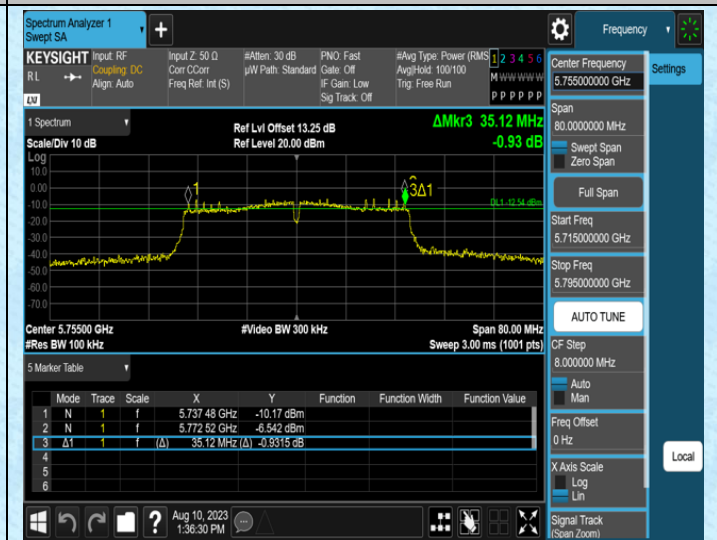 Spectrum Analyzer 1
Swept SA
+
Frequency
KEYSIGHT
RL
LXI
Input: RF
Coupling: DC
Align: Auto
Input Z: 50 Ω
Corr CCorr
Freq Ref: Int (S)
#Atten: 30 dB
µW Path: Standard
PNO: Fast
Gate: Off
IF Gain: Low
Sig Track: Off
#Avg Type: Power (RMS
Avg|Hold: 100/100
Trig: Free Run
1 2 3 4 5 6
M W W W W W
P P P P P P
1 Spectrum
Scale/Div 10 dB
Log
Ref Lvl Offset 13.25 dB
Ref Level 20.00 dBm
ΔMkr3 35.12 MHz
-0.93 dB
10.0
0.00
-10.0
-20.0
-30.0
-40.0
-50.0
-60.0
-70.0
1
3Δ1
DL1 -12.54 dBm
Center 5.75500 GHz
#Res BW 100 kHz
#Video BW 300 kHz
Span 80.00 MHz
Sweep 3.00 ms (1001 pts)
5 Marker Table
Mode Trace Scale X Y Function Function Width Function Value
1 N 1 f 5.737 48 GHz -10.17 dBm
2 N 1 f 5.772 52 GHz -6.542 dBm
3 Δ1 1 f (Δ) 35.12 MHz (Δ) -0.9315 dB
4
5
6
?
Aug 10, 2023
1:36:30 PM
Center Frequency
5.755000000 GHz
Span
80.0000000 MHz
Swept Span
Zero Span
Full Span
Start Freq
5.715000000 GHz
Stop Freq
5.795000000 GHz
AUTO TUNE
CF Step
8.000000 MHz
Auto
Man
Freq Offset
0 Hz
X Axis Scale
Log
Lin
Signal Track
(Span Zoom)
Settings
Local